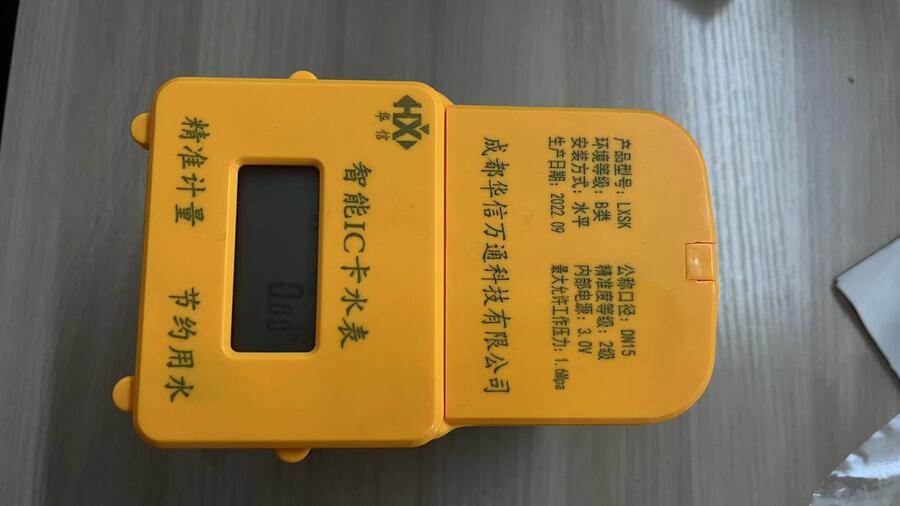 产品型号：LXSK 公称口径：DN15
环境等级：B类 精准度等级：2级
安装方式：水平 内部电源：3.0V
生产日期：2022.09 最大允许工作压力：1.6Mpa
成都华信万通科技有限公司
HX
华信
智能IC卡水表
000
精准计量 节约用水